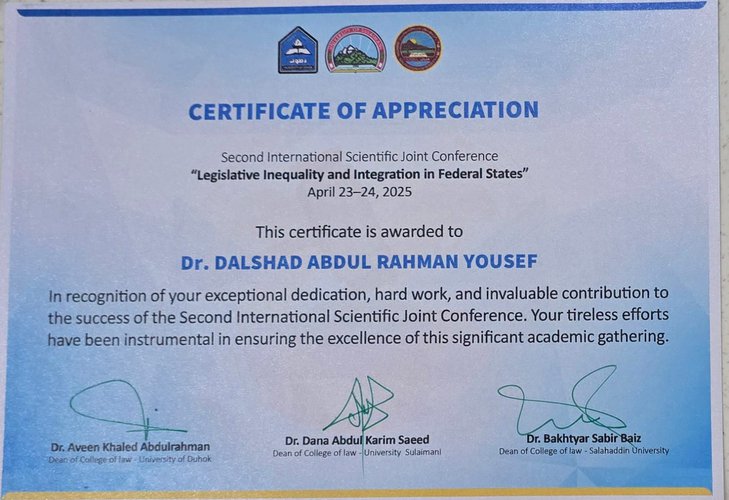 CERTIFICATE OF APPRECIATION
Second International Scientific Joint Conference
“Legislative Inequality and Integration in Federal States”
April 23–24, 2025
This certificate is awarded to
Dr. DALSHAD ABDUL RAHMAN YOUSEF
In recognition of your exceptional dedication, hard work, and invaluable contribution to
the success of the Second International Scientific Joint Conference. Your tireless efforts
have been instrumental in ensuring the excellence of this significant academic gathering.
Dr. Aveen Khaled Abdulrahman
Dean of College of law - University of Duhok
Dr. Dana Abdul Karim Saeed
Dean of College of law - University Sulaimani
Dr. Bakhtyar Sabir Baiz
Dean of College of law - Salahaddin University